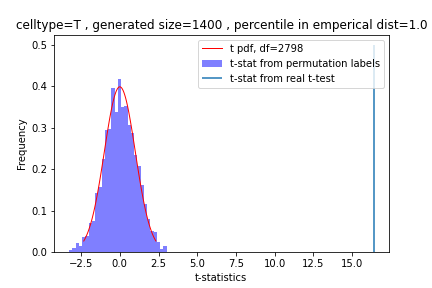 celltype=T , generated size=1400 , percentile in emperical dist=1.0
t pdf, df=2798
t-stat from permutation labels
t-stat from real t-test
Frequency
0.5
0.4
0.3
0.2
0.1
0.0
−2.5 0.0 2.5 5.0 7.5 10.0 12.5 15.0
t-statistics